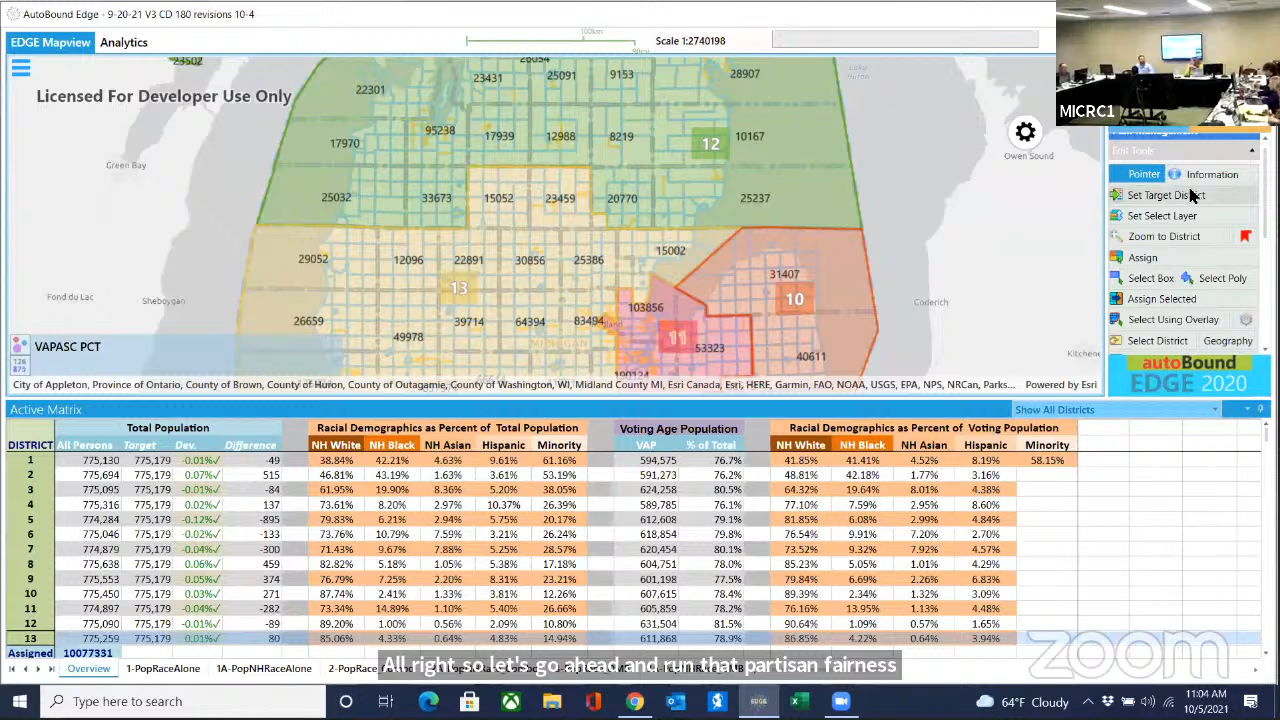 AutoBound Edge - 9-20-21 V3 CD 180 revisions 10-4
EDGE Mapview Analytics
100km
Scale 1:2740198
23502
Licensed For Developer Use Only
22301 23431 25091 9153 28907
Lake Huron
95238 17939 12988 8219 12 10167
17970
Green Bay
Owen Sound
25032 33673 15052 23459 20770 25237
29052 12096 22891 30856 25386 15002
31407
Fond du Lac Sheboygan
13 10
103856
Goderich
26659 49978 39714 64394 83494
11 53323
40611
Kitchene
VAPASC PCT
City of Appleton, Province of Ontario, County of Brown, County of Huron, County of Outagamie, County of Washington, WI, Midland County MI, Esri Canada, Esri, HERE, Garmin, FAO, NOAA, USGS, EPA, NPS, NRCan, Parks... Powered by Esri
MICRC1
Edit Tools
Pointer Information
Set Target District
Set Select Layer
Zoom to District
Assign
Select Box Select Poly
Assign Selected
Select Using Overlay
Select District Geography
autoBound
EDGE 2020
Active Matrix Show All Districts
Total Population Racial Demographics as Percent of Total Population Voting Age Population Racial Demographics as Percent of Voting Population
DISTRICT All Persons Target Dev. Difference NH White NH Black NH Asian Hispanic Minority VAP % of Total NH White NH Black NH Asian Hispanic Minority
1 775,130 775,179 -0.01%✓ -49 38.84% 42.21% 4.63% 9.61% 61.16% 594,575 76.7% 41.85% 41.41% 4.52% 8.19% 58.15%
2 775,694 775,179 0.07%✓ 515 46.81% 43.19% 1.63% 3.61% 53.19% 591,273 76.2% 48.81% 42.18% 1.77% 3.16%
3 775,095 775,179 -0.01%✓ -84 61.95% 19.90% 8.36% 5.20% 38.05% 624,258 80.5% 64.32% 19.64% 8.01% 4.38%
4 775,316 775,179 0.02%✓ 137 73.61% 8.20% 2.97% 10.37% 26.39% 589,785 76.1% 77.10% 7.59% 2.95% 8.60%
5 774,284 775,179 -0.12%✓ -895 79.83% 6.21% 2.94% 5.75% 20.17% 612,608 79.1% 81.85% 6.08% 2.99% 4.84%
6 775,046 775,179 -0.02%✓ -133 73.76% 10.79% 7.59% 3.21% 26.24% 618,854 79.8% 76.54% 9.91% 7.20% 2.70%
7 774,879 775,179 -0.04%✓ -300 71.43% 9.67% 7.88% 5.25% 28.57% 620,454 80.1% 73.52% 9.32% 7.92% 4.57%
8 775,638 775,179 0.06%✓ 459 82.82% 5.18% 1.05% 5.38% 17.18% 604,751 78.0% 85.23% 5.05% 1.01% 4.29%
9 775,553 775,179 0.05%✓ 374 76.79% 7.25% 2.20% 8.31% 23.21% 601,198 77.5% 79.84% 6.69% 2.26% 6.83%
10 775,450 775,179 0.03%✓ 271 87.74% 2.41% 1.33% 3.81% 12.26% 607,615 78.4% 89.39% 2.34% 1.32% 3.09%
11 774,897 775,179 -0.04%✓ -282 73.34% 14.89% 1.10% 5.40% 26.66% 605,859 78.2% 76.16% 13.95% 1.13% 4.48%
12 775,090 775,179 -0.01%✓ -89 89.20% 1.00% 0.56% 2.09% 10.80% 631,504 81.5% 90.64% 1.09% 0.57% 1.65%
13 775,259 775,179 0.01%✓ 80 85.06% 4.33% 0.64% 4.83% 14.94% 611,868 78.9% 86.85% 4.22% 0.64% 3.94%
Assigned 10077331
Overview 1-PopRaceAlone 1A-PopNHRaceAlone
All right, so let's go ahead and run that partisan fairness
zoom
Type here to search
64°F Cloudy
11:04 AM
10/5/2021